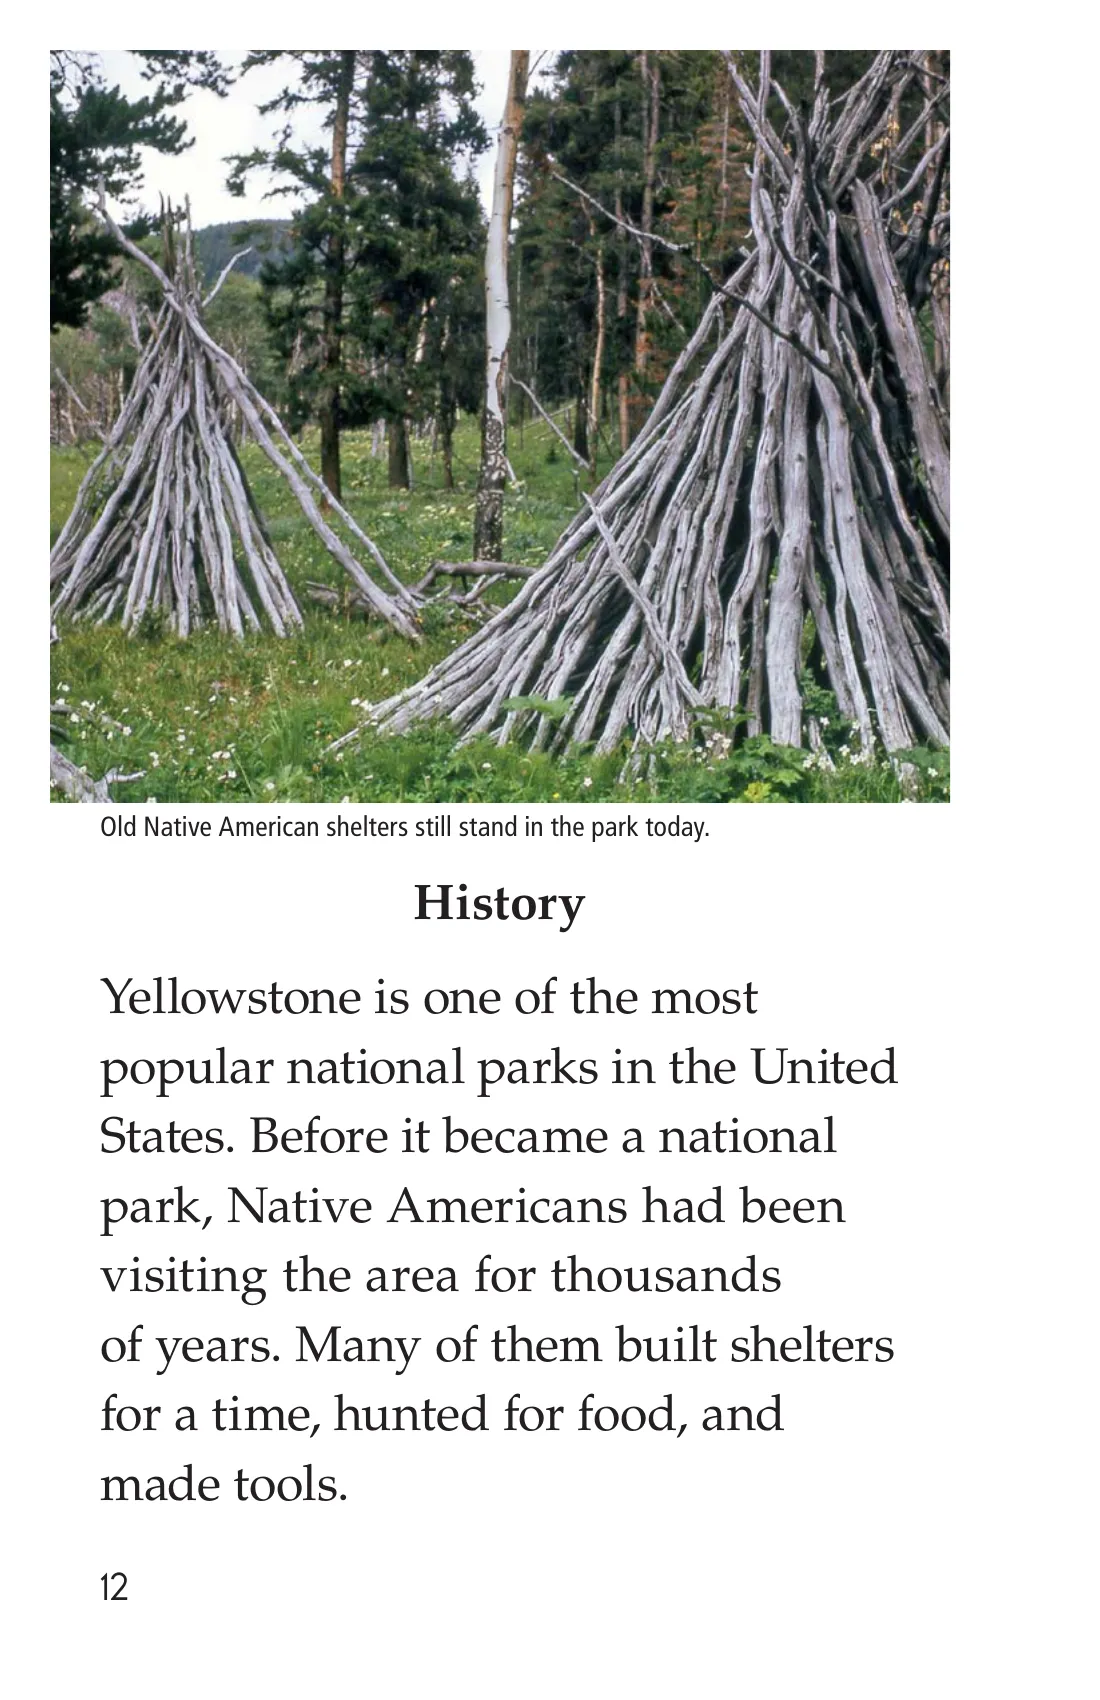 Old Native American shelters still stand in the park today.
History
Yellowstone is one of the most
popular national parks in the United
States. Before it became a national
park, Native Americans had been
visiting the area for thousands
of years. Many of them built shelters
for a time, hunted for food, and
made tools.
12